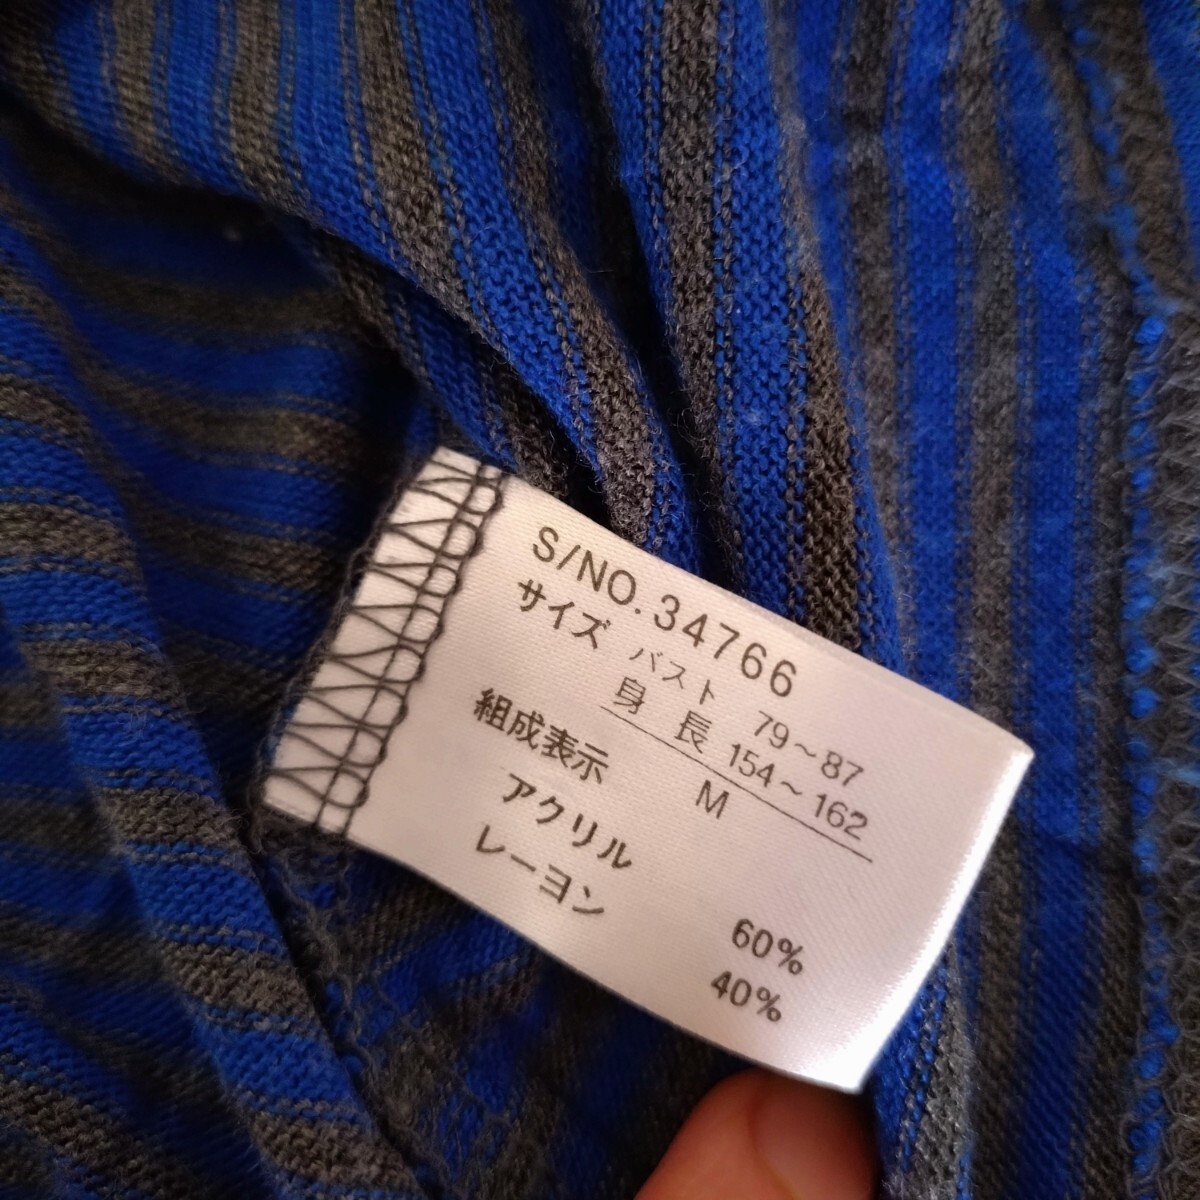 S/NO.34766
サイズ バスト 79～87
身長 154～162
M
組成表示
アクリル 60%
レーヨン 40%